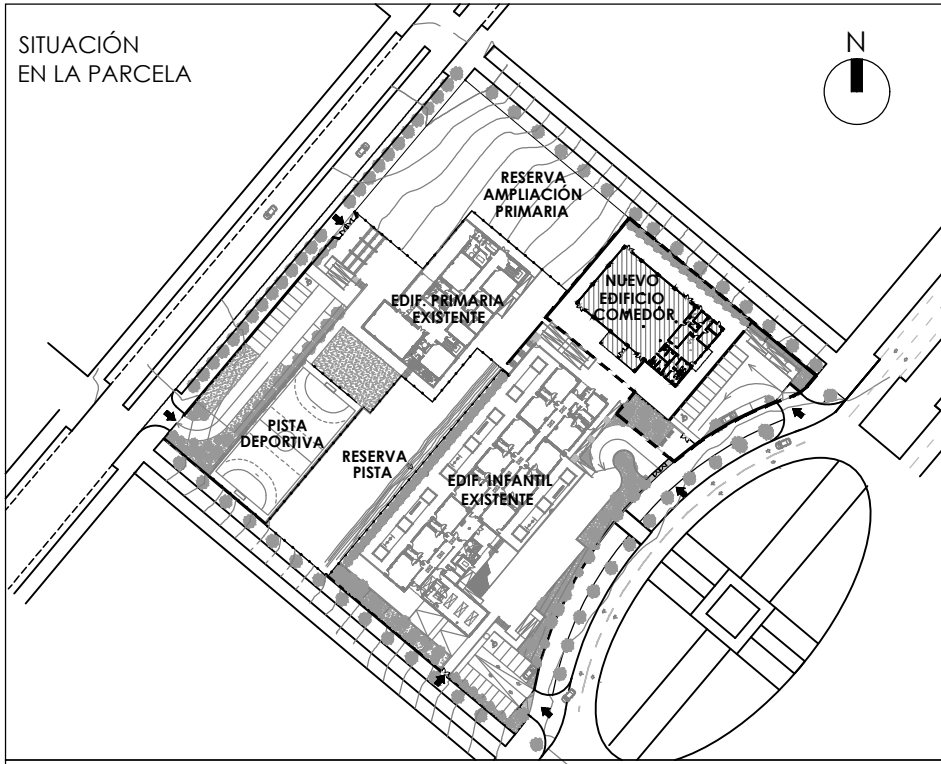 SITUACIÓN
EN LA PARCELA
N
RESERVA
AMPLIACIÓN
PRIMARIA
NUEVO
EDIFICIO
COMEDOR
EDIF. PRIMARIA
EXISTENTE
PISTA
DEPORTIVA
RESERVA
PISTA
EDIF. INFANTIL
EXISTENTE